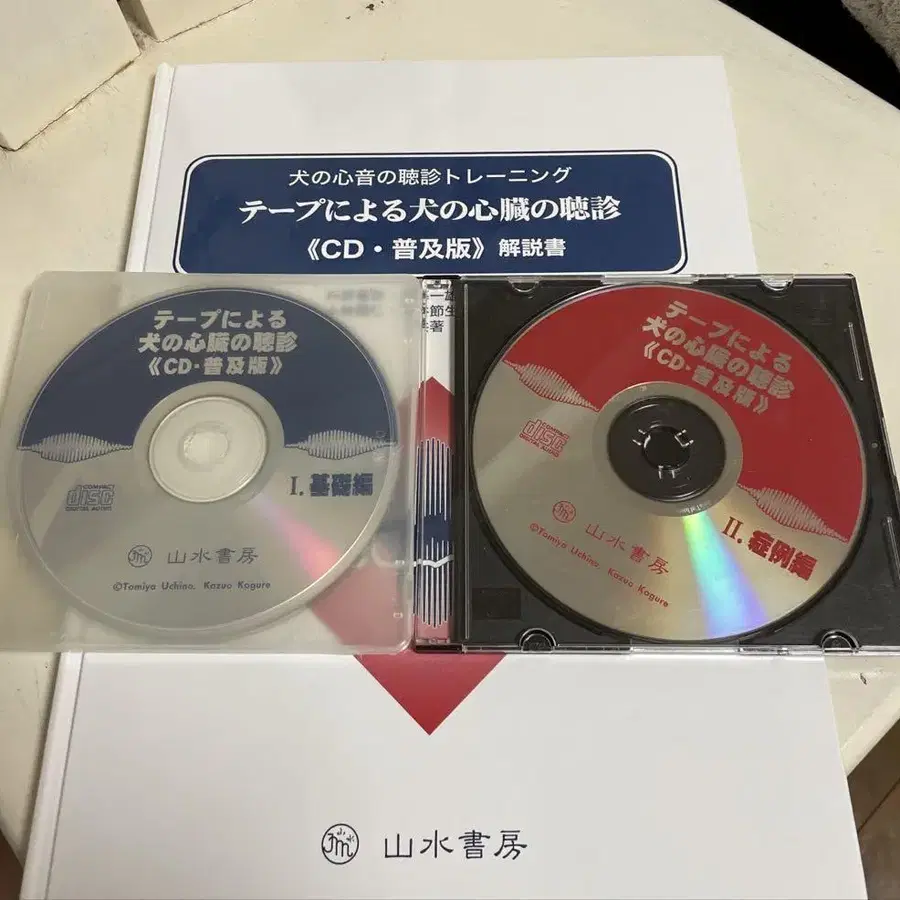 犬の心音の聴診トレーニング
テープによる犬の心臓の聴診
《CD・普及版》解説書
テープによる
犬の心臓の聴診
《CD・普及版》
COMPACT
disc
DIGITAL AUDIO
I. 基礎編
山水書房
©Tomiya Uchino. Kazuo Kogure
一雄
節生
著
テープによる
犬の心臓の聴診
《CD・普及版》
COMPACT
disc
DIGITAL AUDIO
II. 症例編
山水書房
©Tomiya Uchino. Kazuo Kogure
山水書房